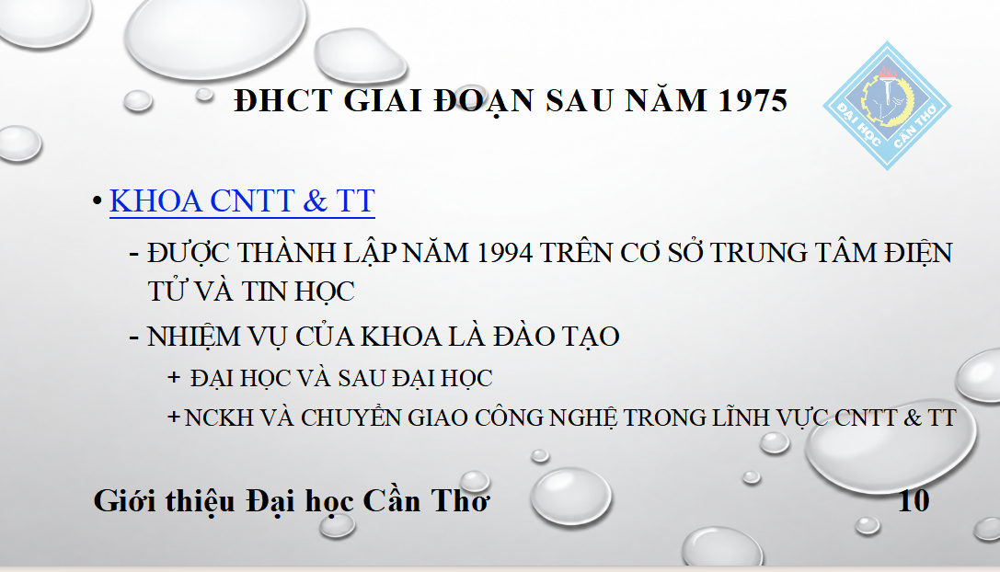 ĐHCT GIAI ĐOẠN SAU NĂM 1975
ĐẠI HỌC CẦN THƠ
• KHOA CNTT & TT
- ĐƯỢC THÀNH LẬP NĂM 1994 TRÊN CƠ SỞ TRUNG TÂM ĐIỆN
TỬ VÀ TIN HỌC
- NHIỆM VỤ CỦA KHOA LÀ ĐÀO TẠO
+ ĐẠI HỌC VÀ SAU ĐẠI HỌC
+ NCKH VÀ CHUYỂN GIAO CÔNG NGHỆ TRONG LĨNH VỰC CNTT & TT
Giới thiệu Đại học Cần Thơ 10